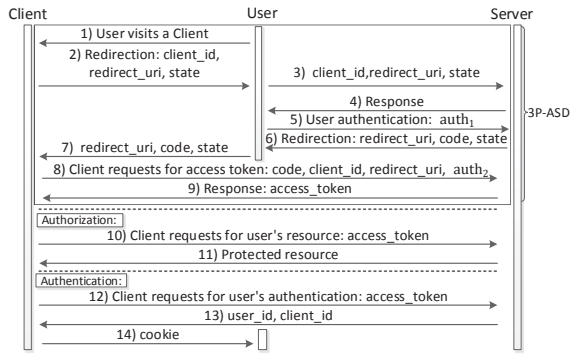 Client User Server
1) User visits a Client
2) Redirection: client_id,
redirect_uri, state
3) client_id,redirect_uri, state
4) Response
3P-ASD
5) User authentication: auth₁
6) Redirection: redirect_uri, code, state
7) redirect_uri, code, state
8) Client requests for access token: code, client_id, redirect_uri, auth₂
9) Response: access_token
Authorization:
10) Client requests for user's resource: access_token
11) Protected resource
Authentication:
12) Client requests for user's authentication: access_token
13) user_id, client_id
14) cookie